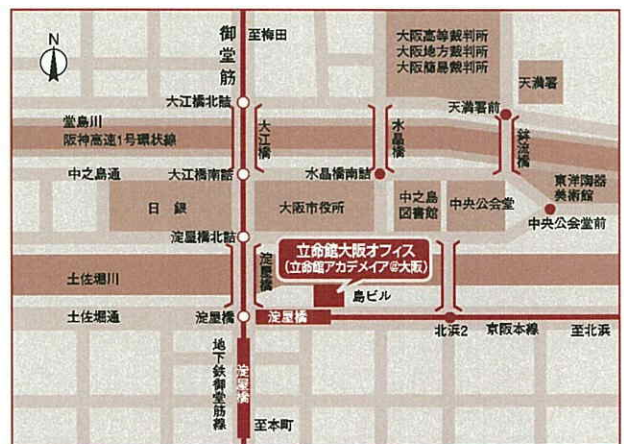 N
御堂筋
至梅田
大阪高等裁判所
大阪地方裁判所
大阪簡易裁判所
天満署
大江橋北詰
天満署前
堂島川
阪神高速1号環状線
大江橋
水晶橋
鉾流橋
中之島通
大江橋南詰
水晶橋南詰
東洋陶器
美術館
日銀
大阪市役所
中之島
図書館
中央公会堂
中央公会堂前
淀屋橋北詰
淀屋橋
立命館大阪オフィス
(立命館アカデメイア@大阪)
土佐堀川
島ビル
土佐堀通
淀屋橋
淀屋橋
北浜2
京阪本線
至北浜
地下鉄御堂筋線
淀屋橋
至本町